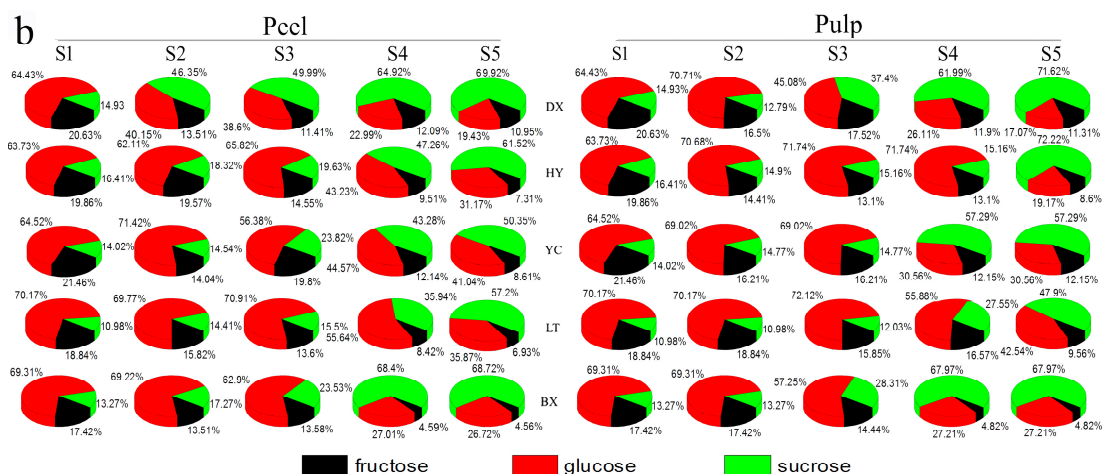 b
Pccl Pulp
S1 S2 S3 S4 S5 S1 S2 S3 S4 S5
64.43% 46.35% 49.99% 64.92% 69.92% 64.43% 70.71% 45.08% 37.4% 61.99% 71.62%
14.93 DX 14.93% 12.79%
20.63% 40.15% 13.51% 38.6% 11.41% 22.99% 12.09% 19.43% 10.95% 20.63% 16.5% 17.52% 26.11% 11.9% 17.07% 11.31%
63.73% 62.11% 65.82% 47.26% 61.52% 63.73% 70.68% 71.74% 71.74% 15.16% 72.22%
16.41% 18.32% 19.63% HY 16.41% 14.9% 15.16%
19.86% 19.57% 14.55% 43.23% 9.51% 31.17% 7.31% 19.86% 14.41% 13.1% 13.1% 19.17% 8.6%
64.52% 71.42% 56.38% 43.28% 50.35% 64.52% 69.02% 69.02% 57.29% 57.29%
14.02% 14.54% 23.82% YC 14.02% 14.77% 14.77%
21.46% 14.04% 19.8% 44.57% 12.14% 41.04% 8.61% 21.46% 16.21% 16.21% 30.56% 12.15% 30.56% 12.15%
70.17% 69.77% 70.91% 35.94% 57.2% 70.17% 70.17% 72.12% 55.88% 27.55% 47.9%
10.98% 14.41% 15.5% LT 10.98% 10.98% 12.03%
18.84% 15.82% 13.6% 55.64% 8.42% 35.87% 6.93% 18.84% 18.84% 15.85% 16.57% 42.54% 9.56%
69.31% 69.22% 62.9% 68.4% 68.72% 69.31% 69.31% 57.25% 28.31% 67.97% 67.97%
13.27% 17.27% 23.53% BX 13.27% 13.27%
17.42% 13.51% 13.58% 27.01% 4.59% 26.72% 4.56% 17.42% 17.42% 14.44% 27.21% 4.82% 27.21% 4.82%
fructose glucose sucrose